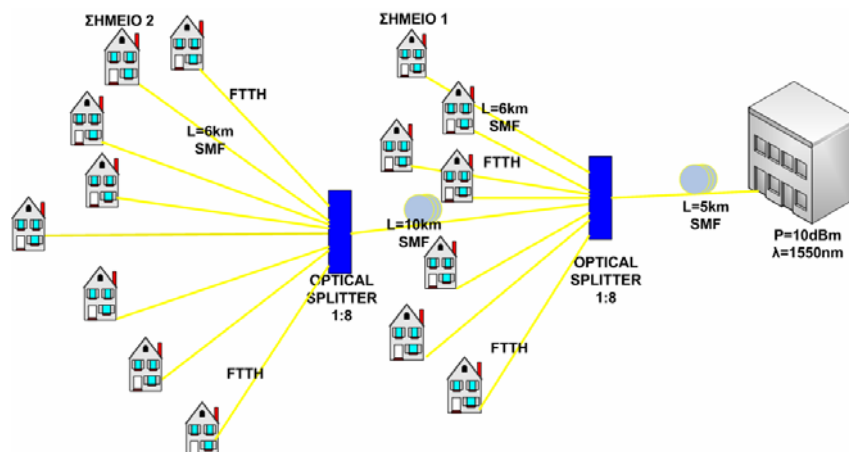 ΣΗΜΕΙΟ 2
ΣΗΜΕΙΟ 1
FTTH
L=6km
SMF
L=6km
SMF
FTTH
L=10km
SMF
L=5km
SMF
P=10dBm
λ=1550nm
OPTICAL
SPLITTER
1:8
OPTICAL
SPLITTER
1:8
FTTH
FTTH